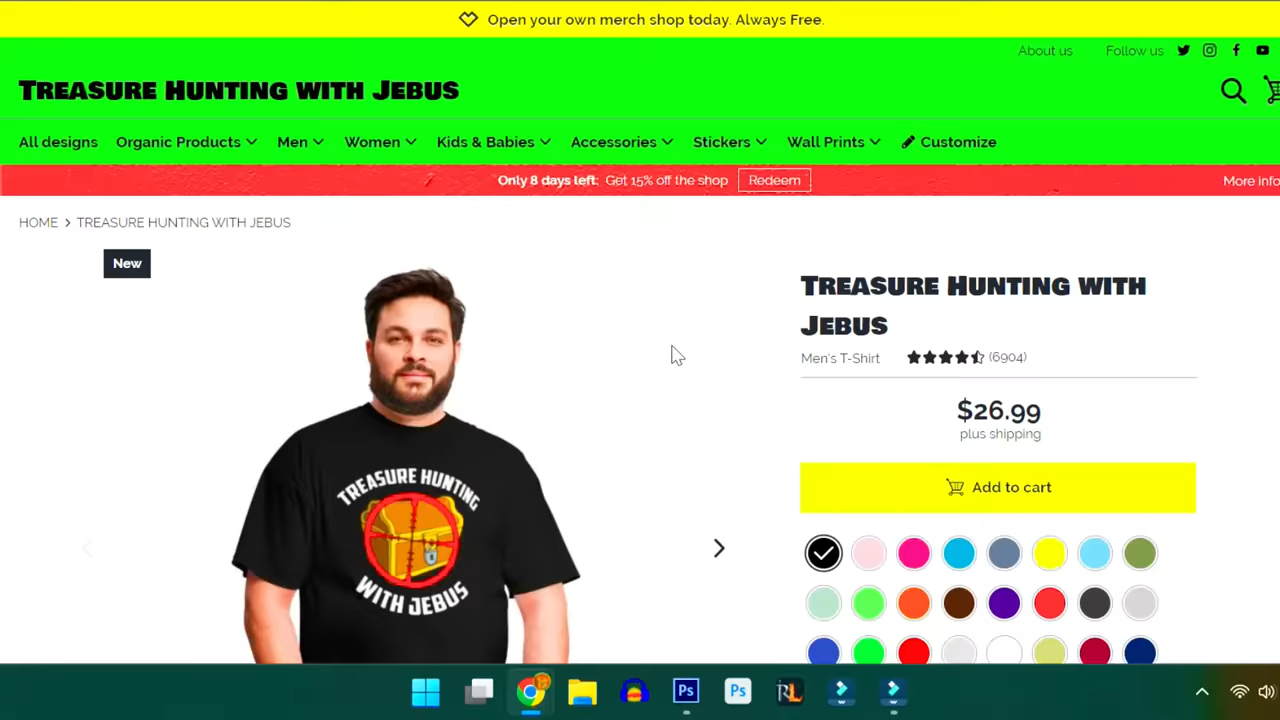 Open your own merch shop today. Always Free.
About us
Follow us
TREASURE HUNTING WITH JEBUS
All designs
Organic Products
Men
Women
Kids & Babies
Accessories
Stickers
Wall Prints
Customize
Only 8 days left: Get 15% off the shop
Redeem
More info
HOME > TREASURE HUNTING WITH JEBUS
New
TREASURE HUNTING WITH
JEBUS
Men's T-Shirt
(6904)
$26.99
plus shipping
Add to cart
TREASURE HUNTING
WITH JEBUS
Ps
Ps
RL